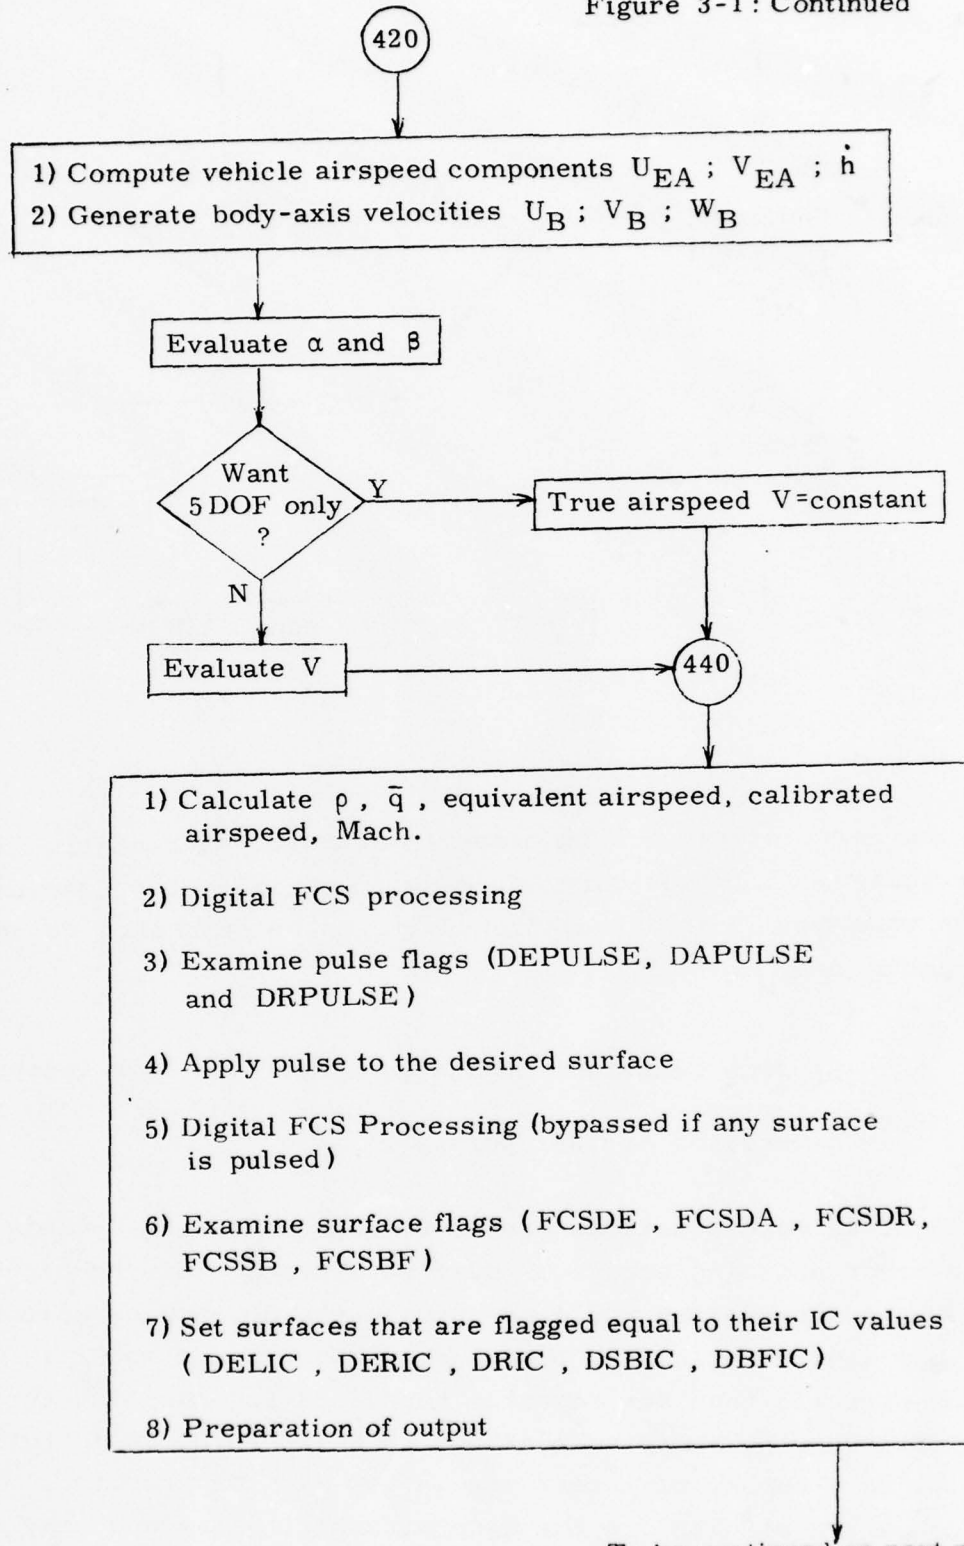 Figure 3-1: Continued
420
1) Compute vehicle airspeed components U_EA ; V_EA ; ḣ
2) Generate body-axis velocities U_B ; V_B ; W_B
Evaluate α and β
Want
5 DOF only
?
Y
True airspeed V=constant
N
Evaluate V
440
1) Calculate ρ , q̄ , equivalent airspeed, calibrated
airspeed, Mach.
2) Digital FCS processing
3) Examine pulse flags (DEPULSE, DAPULSE
and DRPULSE)
4) Apply pulse to the desired surface
5) Digital FCS Processing (bypassed if any surface
is pulsed)
6) Examine surface flags (FCSDE , FCSDA , FCSDR,
FCSSB , FCSBF)
7) Set surfaces that are flagged equal to their IC values
( DELIC , DERIC , DRIC , DSBIC , DBFIC)
8) Preparation of output